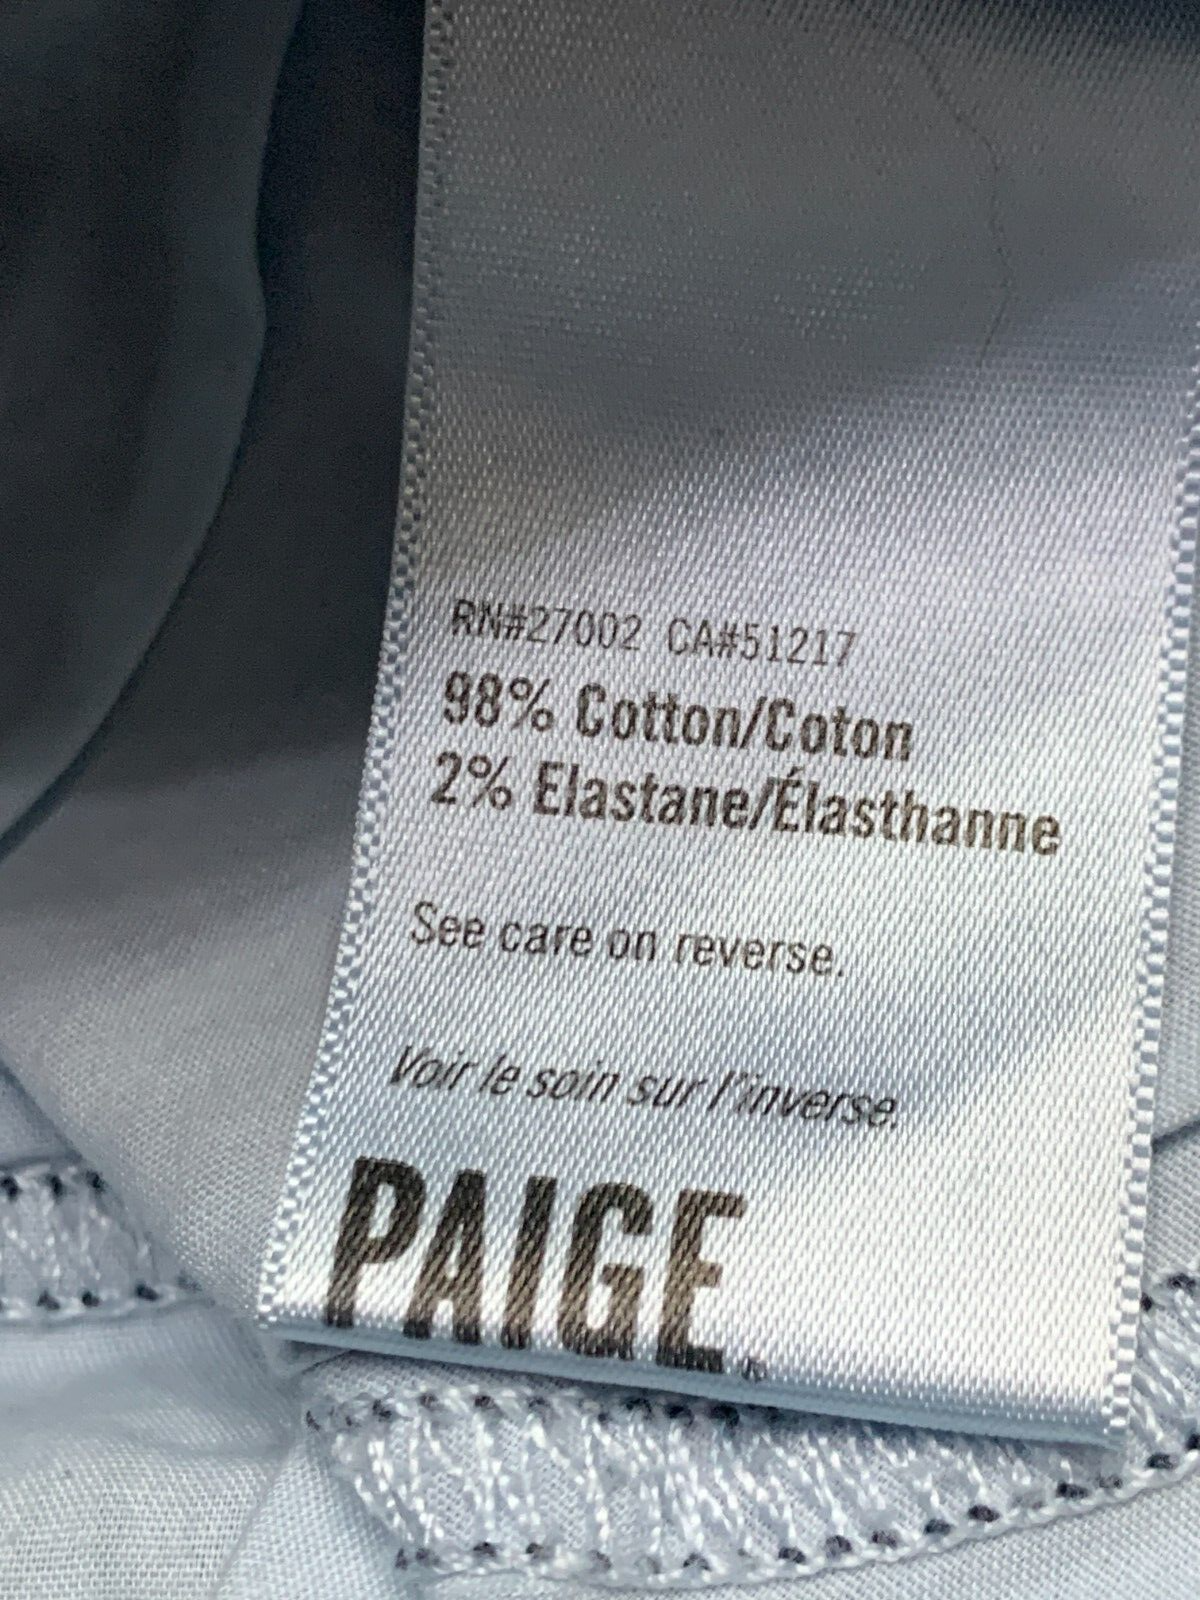 RN#27002 CA#51217
98% Cotton/Coton
2% Elastane/Élasthanne
See care on reverse.
Voir le soin sur l'inverse.
PAIGE